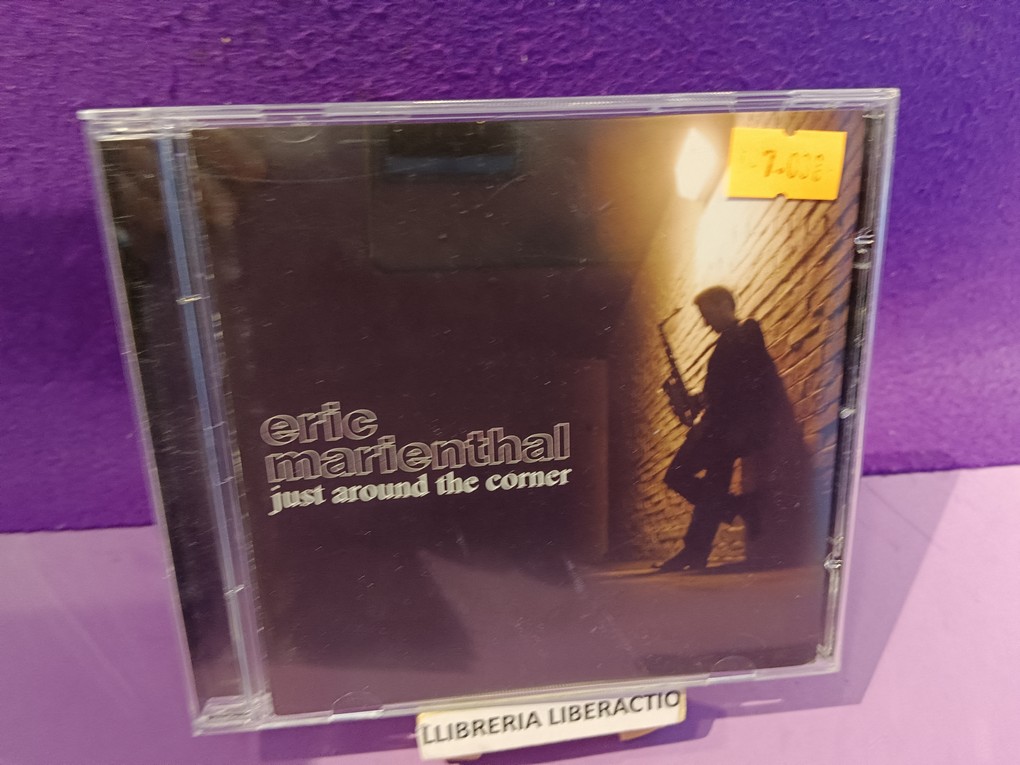 7.00€
eric
marienthal
just around the corner
LLIBRERIA LIBERACTIO